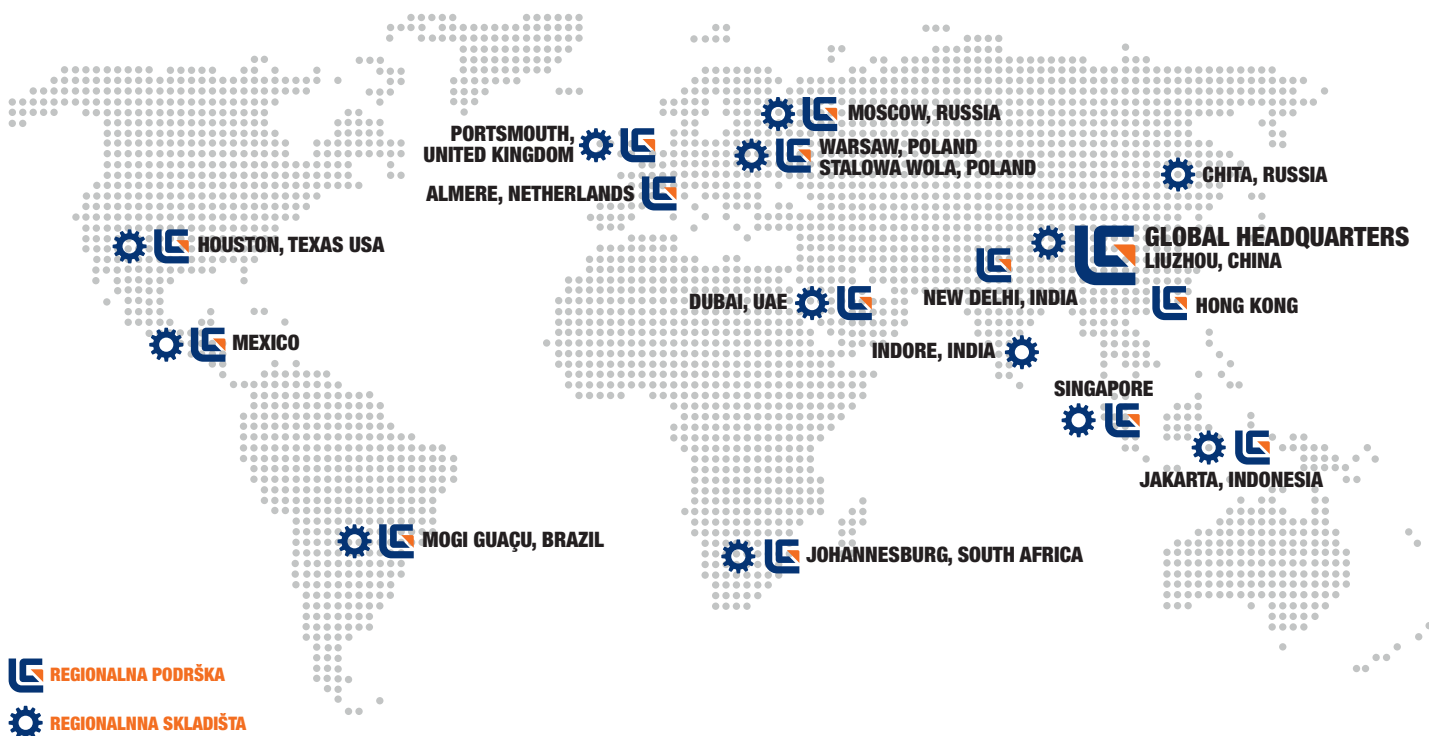 MOSCOW, RUSSIA
PORTSMOUTH,
UNITED KINGDOM
WARSAW, POLAND
STALOWA WOLA, POLAND
CHITA, RUSSIA
ALMERE, NETHERLANDS
HOUSTON, TEXAS USA
GLOBAL HEADQUARTERS
LIUZHOU, CHINA
DUBAI, UAE
NEW DELHI, INDIA
HONG KONG
MEXICO
INDORE, INDIA
SINGAPORE
JAKARTA, INDONESIA
MOGI GUAÇU, BRAZIL
JOHANNESBURG, SOUTH AFRICA
REGIONALNA PODRŠKA
REGIONALNNA SKLADIŠTA